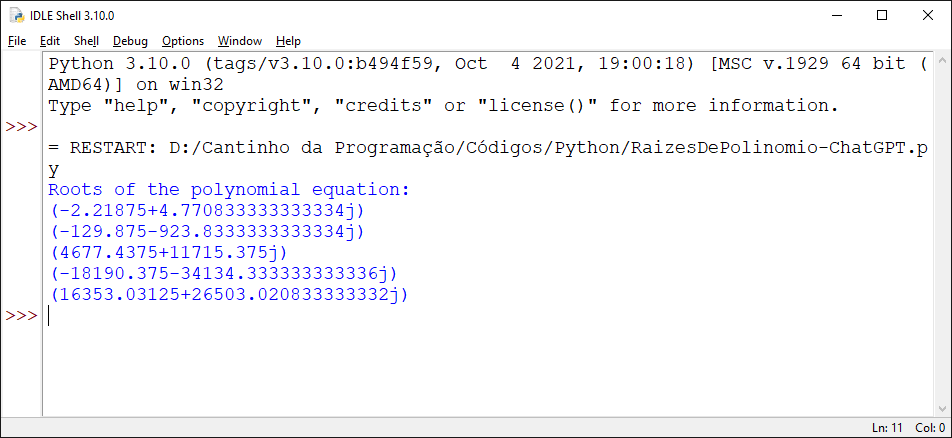 IDLE Shell 3.10.0
File Edit Shell Debug Options Window Help
Python 3.10.0 (tags/v3.10.0:b494f59, Oct  4 2021, 19:00:18) [MSC v.1929 64 bit (
AMD64)] on win32
Type "help", "copyright", "credits" or "license()" for more information.
>>>
= RESTART: D:/Cantinho da Programação/Códigos/Python/RaizesDePolinomio-ChatGPT.p
y
Roots of the polynomial equation:
(-2.21875+4.770833333333334j)
(-129.875-923.8333333333334j)
(4677.4375+11715.375j)
(-18190.375-34134.333333333336j)
(16353.03125+26503.020833333332j)
>>>
Ln: 11 Col: 0